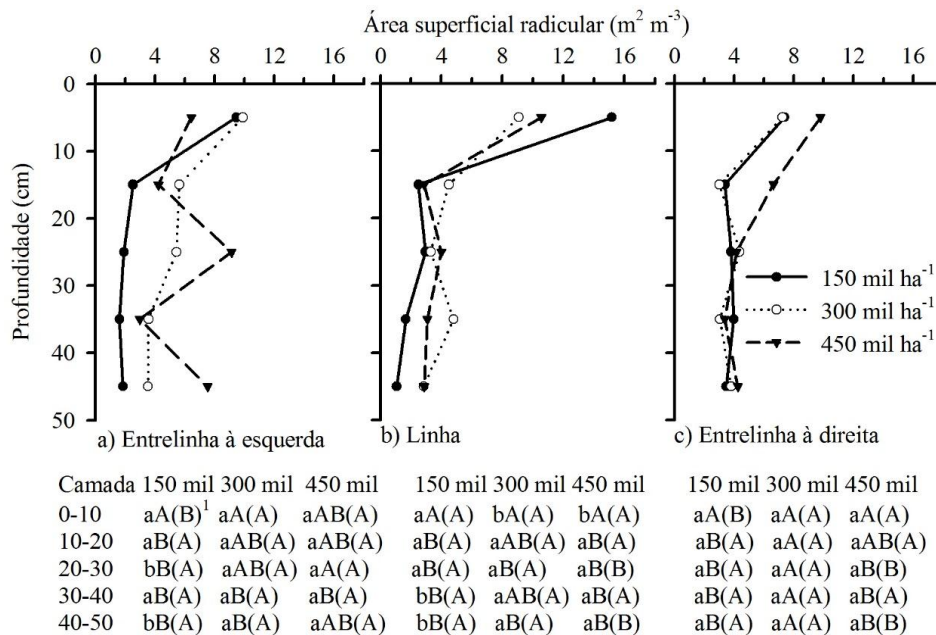 Área superficial radicular (m² m⁻³)
0 4 8 12 16 0 4 8 12 16 0 4 8 12 16
Profundidade (cm)
0
10
20
30
40
50
150 mil ha⁻¹
300 mil ha⁻¹
450 mil ha⁻¹
a) Entrelinha à esquerda b) Linha c) Entrelinha à direita
Camada 150 mil 300 mil 450 mil 150 mil 300 mil 450 mil 150 mil 300 mil 450 mil
0-10 aA(B)¹ aA(A) aAB(A) aA(A) bA(A) bA(A) aA(B) aA(A) aA(A)
10-20 aB(A) aAB(A) aAB(A) aB(A) aAB(A) aB(A) aB(A) aA(A) aAB(A)
20-30 bB(A) aAB(A) aA(A) aB(A) aB(A) aB(B) aB(A) aA(A) aB(B)
30-40 aB(A) aB(A) aB(A) bB(A) aAB(A) aB(A) aB(A) aA(A) aB(A)
40-50 bB(A) aB(A) aAB(A) bB(A) aB(A) aB(B) aB(A) aA(A) aB(B)